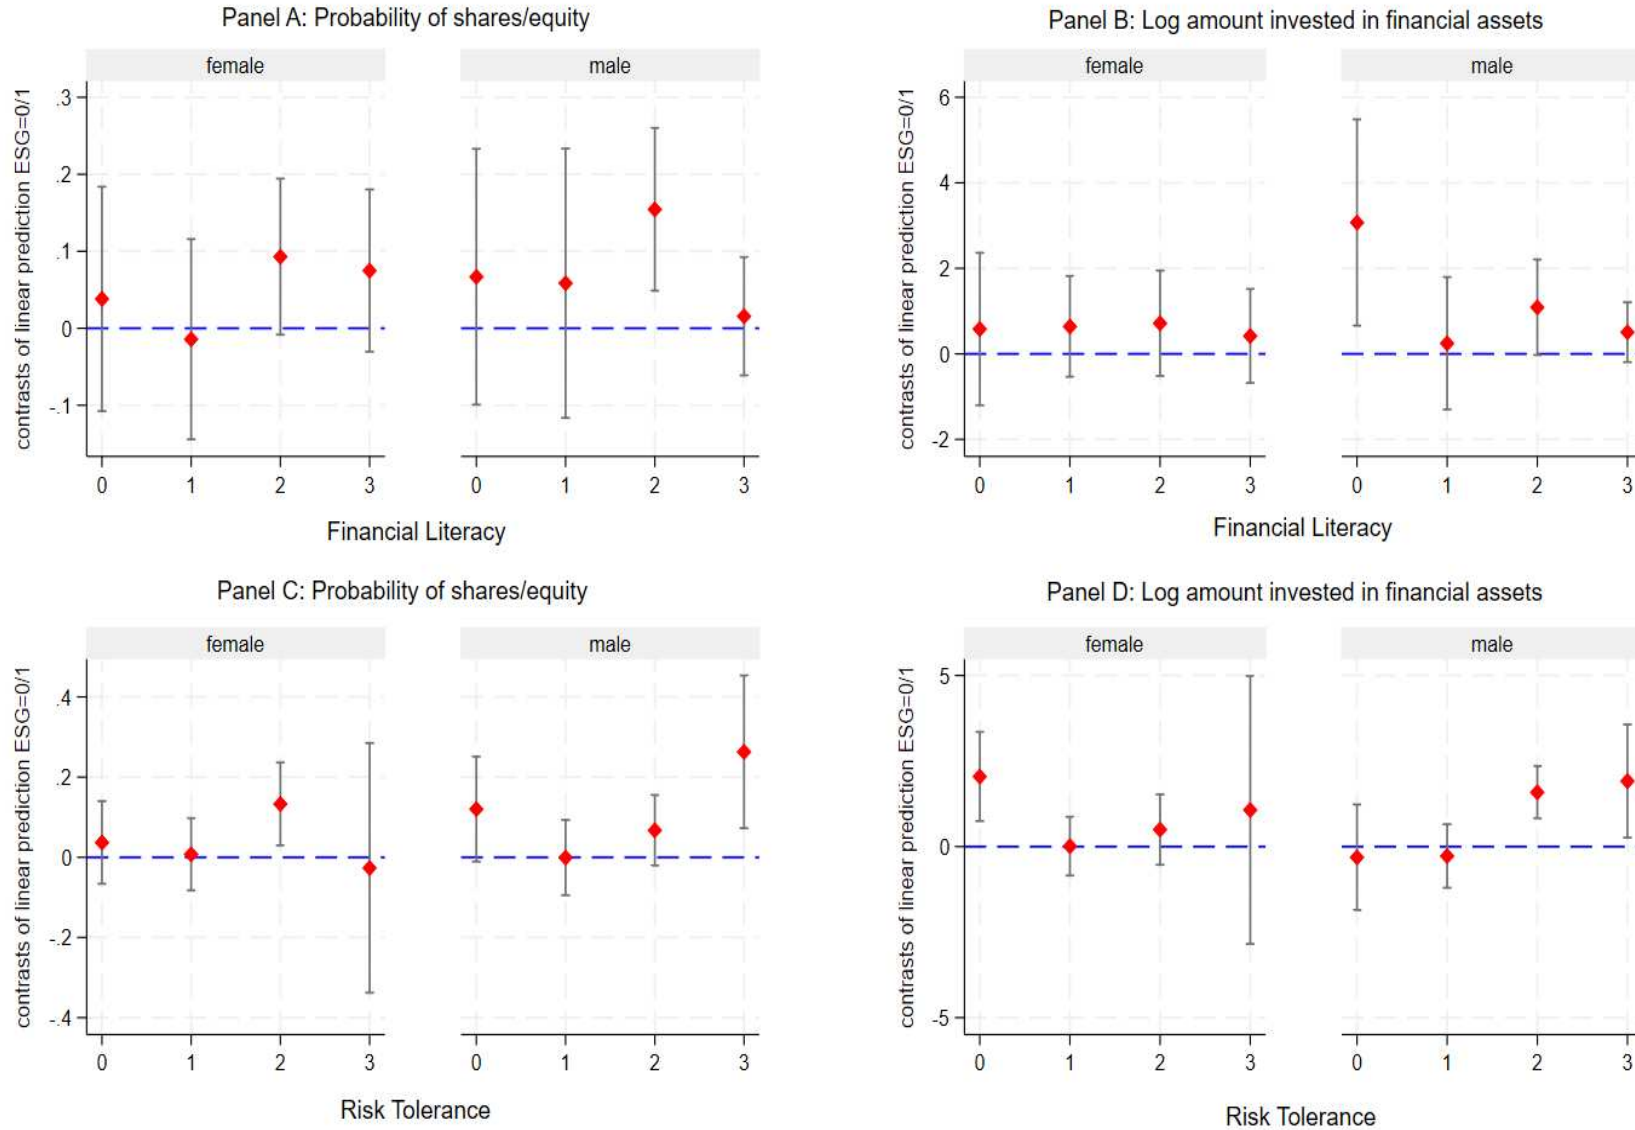 Panel A: Probability of shares/equity
female male
contrasts of linear prediction ESG=0/1
.3
.2
.1
0
-.1
0 1 2 3 0 1 2 3
Financial Literacy
Panel B: Log amount invested in financial assets
female male
contrasts of linear prediction ESG=0/1
6
4
2
0
-2
0 1 2 3 0 1 2 3
Financial Literacy
Panel C: Probability of shares/equity
female male
contrasts of linear prediction ESG=0/1
.4
.2
0
-.2
-.4
0 1 2 3 0 1 2 3
Risk Tolerance
Panel D: Log amount invested in financial assets
female male
contrasts of linear prediction ESG=0/1
5
0
-5
0 1 2 3 0 1 2 3
Risk Tolerance